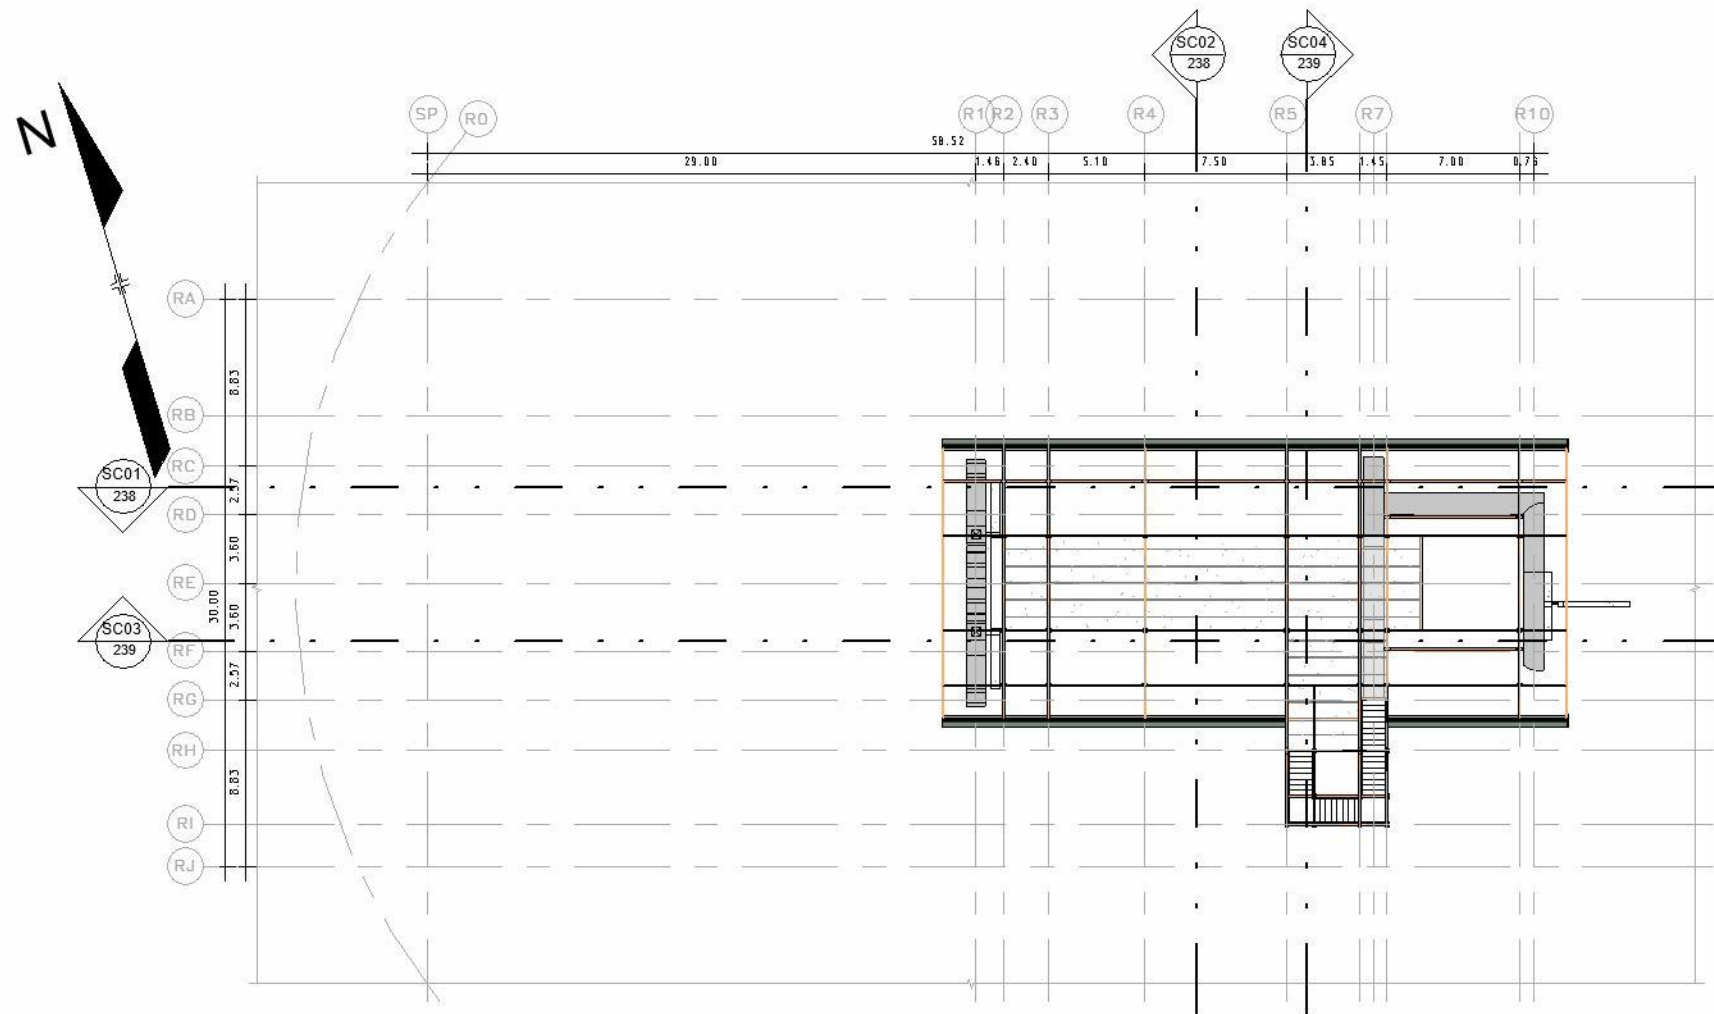 SC02
238
SC04
239
N
SP
R0
R1
R2
R3
R4
R5
R7
R10
58.52
29.00
1.46
2.40
5.10
7.50
3.85
1.45
7.00
0.76
RA
8.83
RB
RC
SC01
238
2.57
RD
3.60
RE
30.00
3.60
SC03
239
RF
2.57
RG
RH
8.83
RI
RJ